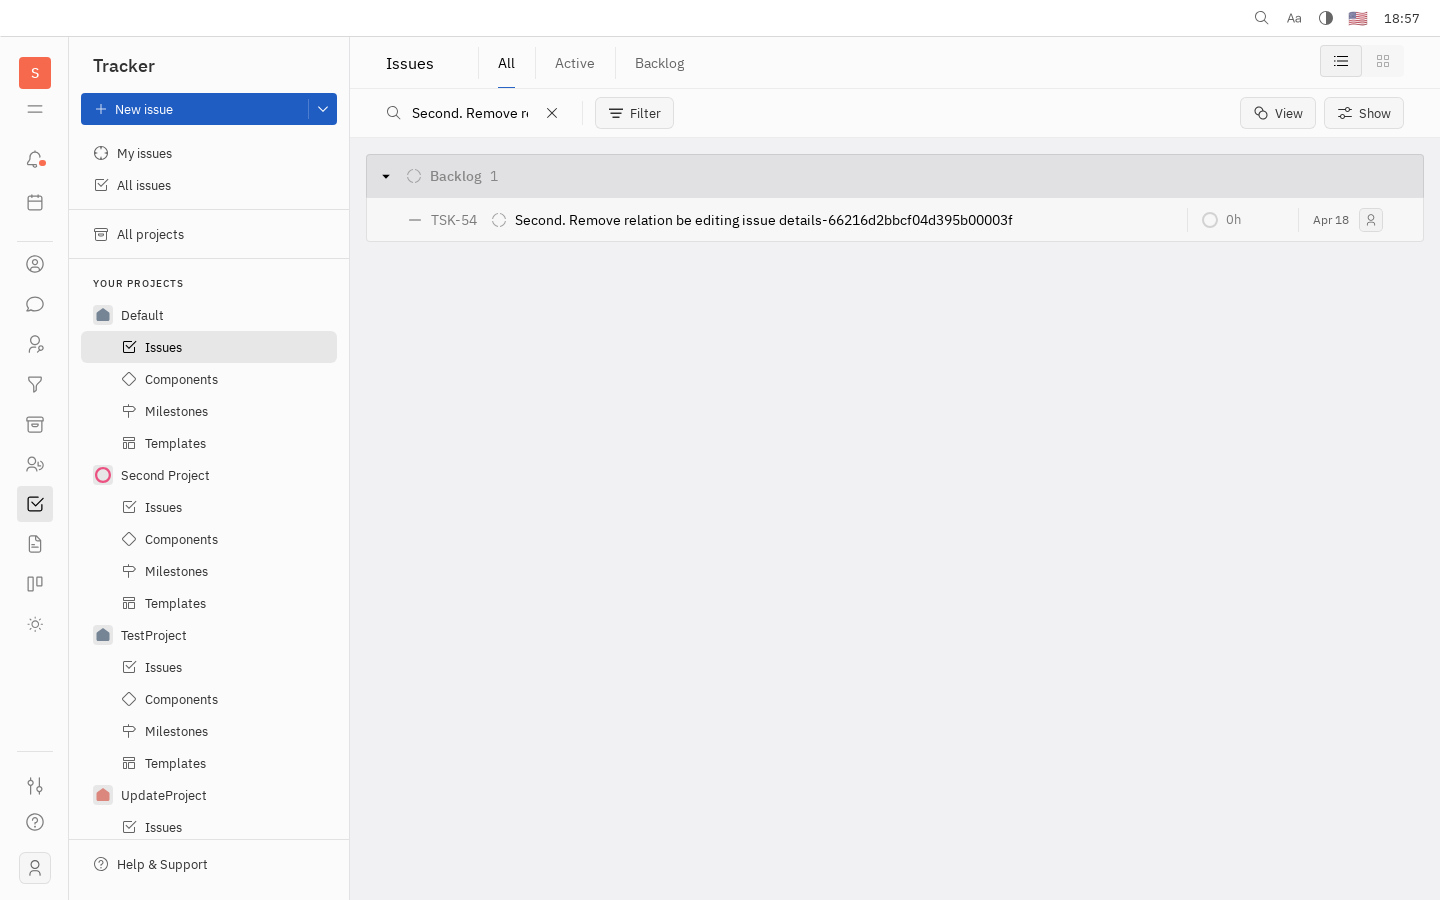 Aa 18:57
S
Tracker
New issue
My issues
All issues
All projects
YOUR PROJECTS
Default
Issues
Components
Milestones
Templates
Second Project
Issues
Components
Milestones
Templates
TestProject
Issues
Components
Milestones
Templates
UpdateProject
Issues
Help & Support
Issues All Active Backlog
Second. Remove re Filter View Show
Backlog 1
TSK-54 Second. Remove relation be editing issue details-66216d2bbcf04d395b00003f 0h Apr 18